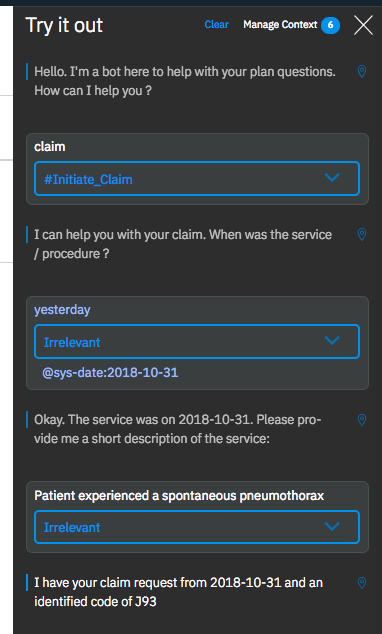 Try it out
Clear
Manage Context 6
Hello. I'm a bot here to help with your plan questions.
How can I help you ?
claim
#Initiate_Claim
I can help you with your claim. When was the service
/ procedure ?
yesterday
Irrelevant
@sys-date:2018-10-31
Okay. The service was on 2018-10-31. Please pro-
vide me a short description of the service:
Patient experienced a spontaneous pneumothorax
Irrelevant
I have your claim request from 2018-10-31 and an
identified code of J93